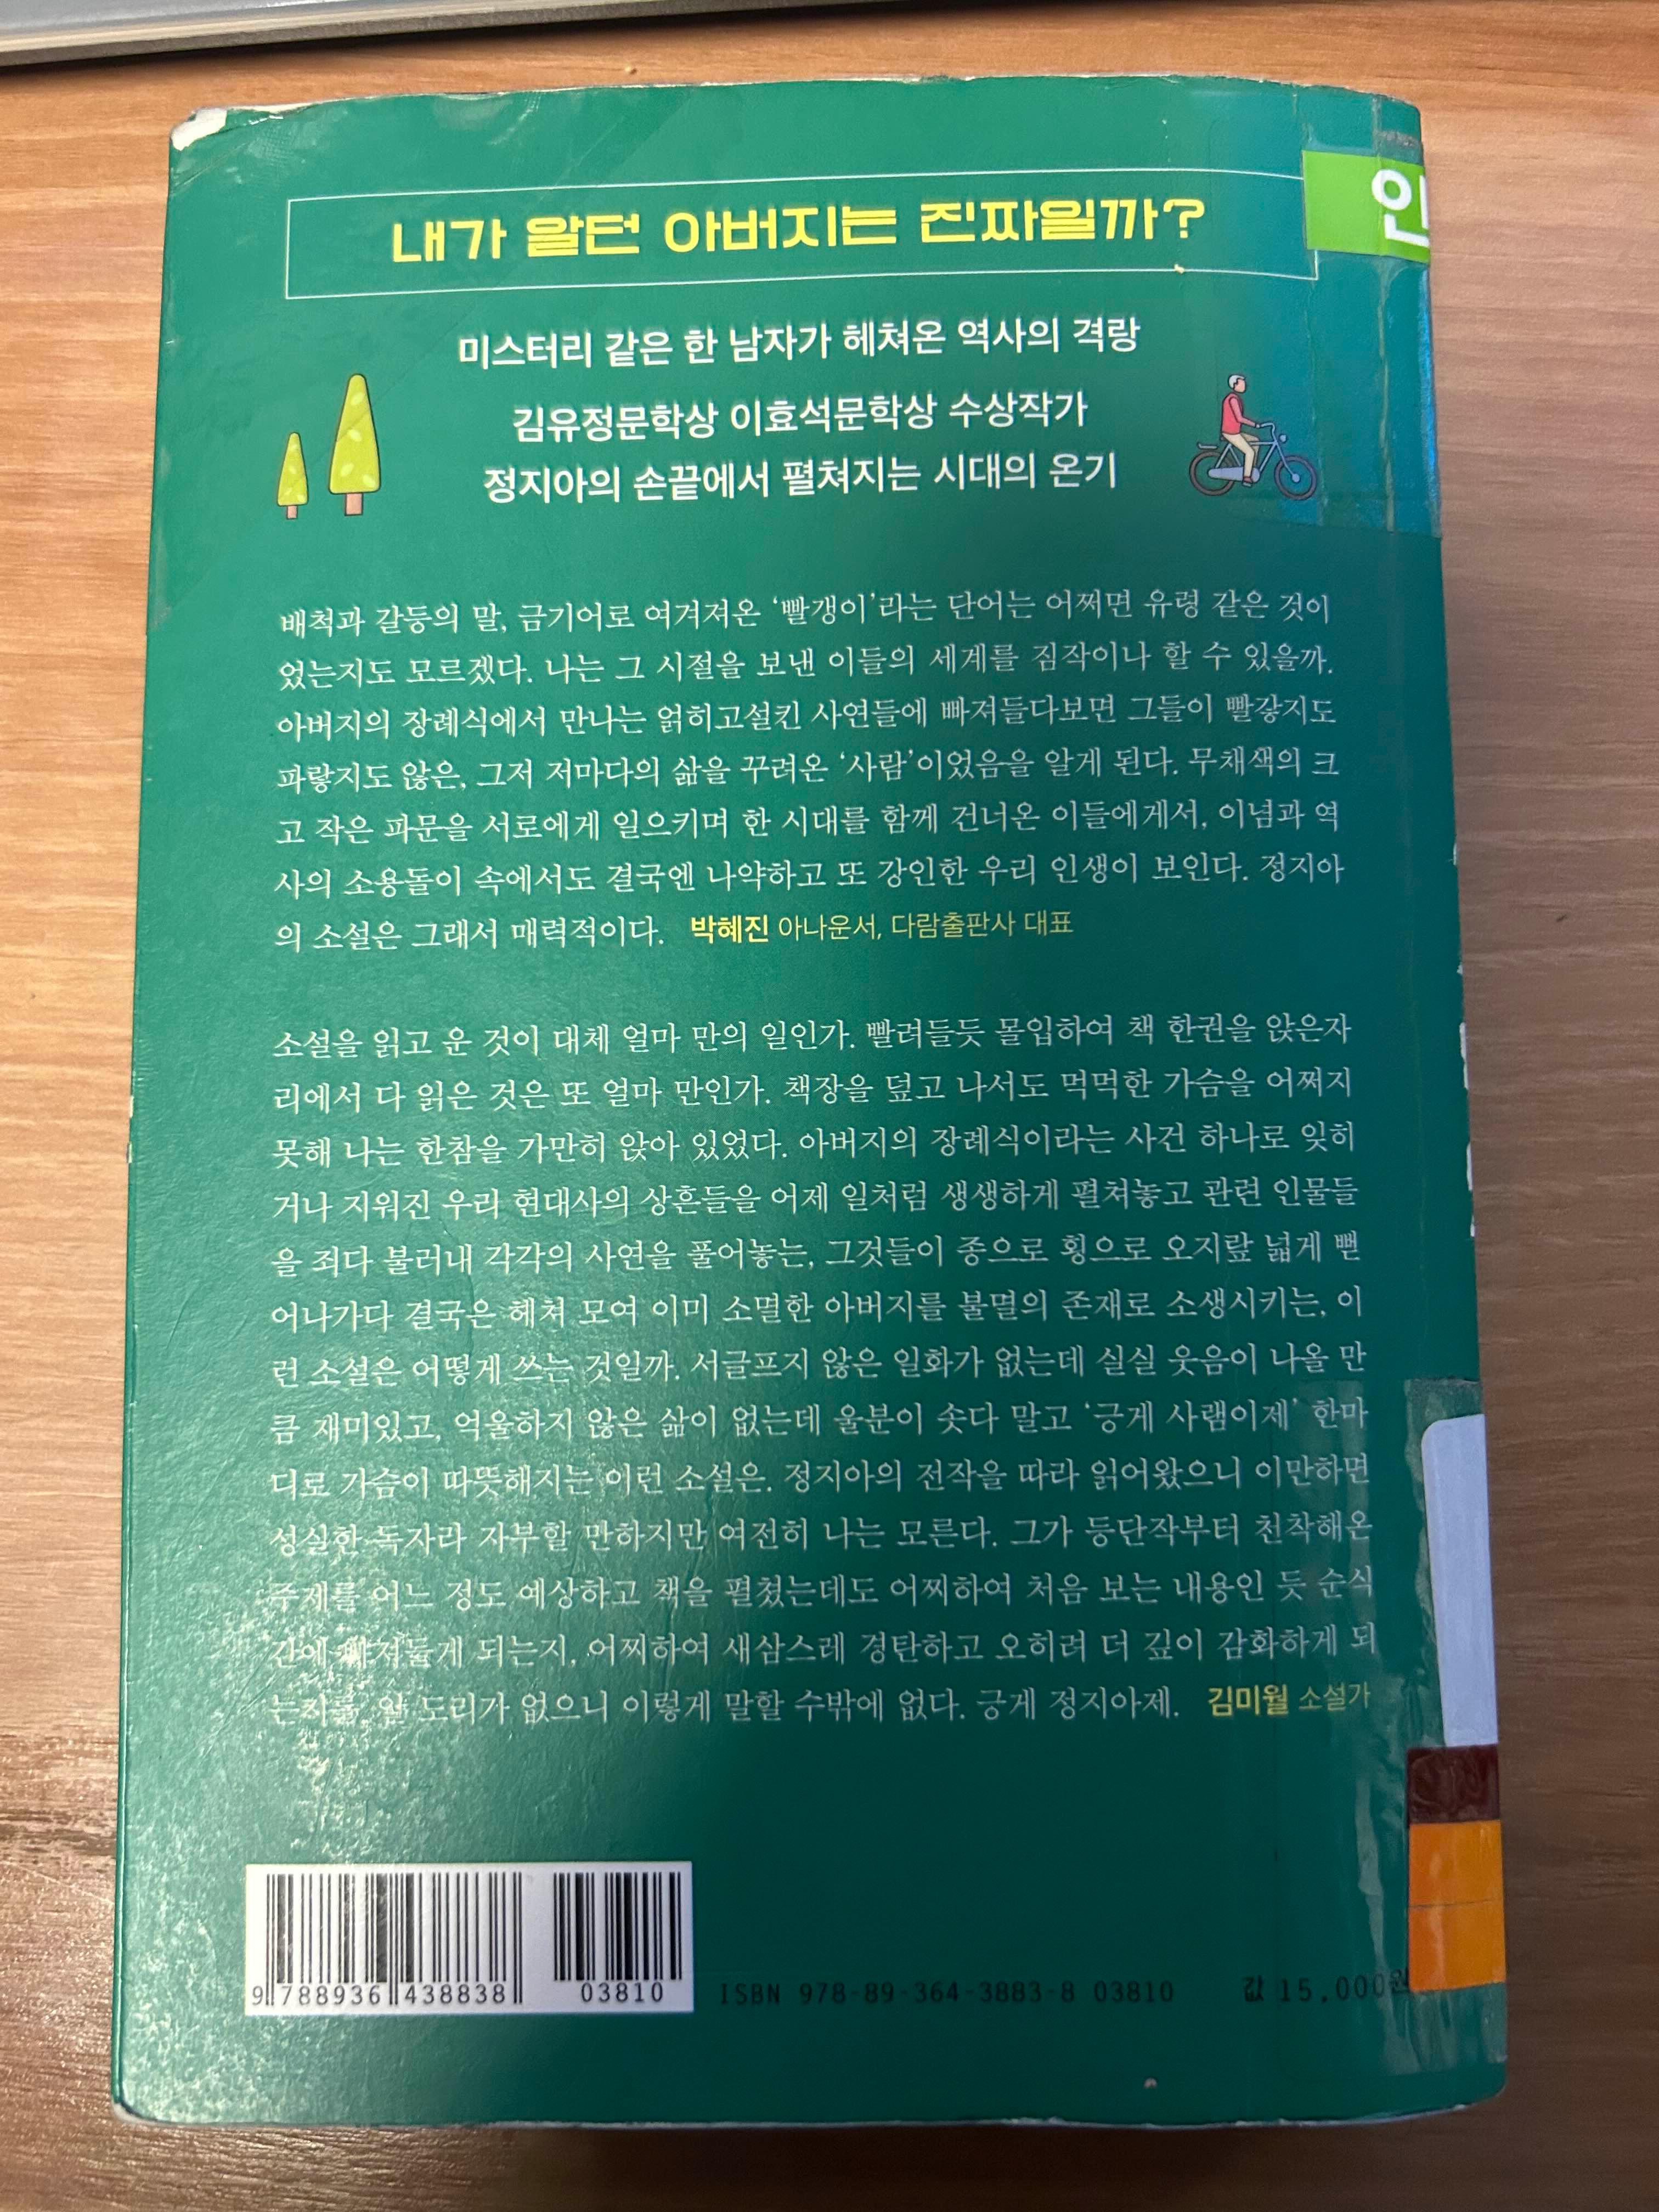 내가 알던 아버지는 진짜일까?
인
미스터리 같은 한 남자가 헤쳐온 역사의 격랑
김유정문학상 이효석문학상 수상작가
정지아의 손끝에서 펼쳐지는 시대의 온기
배척과 갈등의 말, 금기어로 여겨져온 ‘빨갱이’라는 단어는 어쩌면 유령 같은 것이
었는지도 모르겠다. 나는 그 시절을 보낸 이들의 세계를 짐작이나 할 수 있을까.
아버지의 장례식에서 만나는 얽히고설킨 사연들에 빠져들다보면 그들이 빨갛지도
파랗지도 않은, 그저 저마다의 삶을 꾸려온 ‘사람’이었음을 알게 된다. 무채색의 크
고 작은 파문을 서로에게 일으키며 한 시대를 함께 건너온 이들에게서, 이념과 역
사의 소용돌이 속에서도 결국엔 나약하고 또 강인한 우리 인생이 보인다. 정지아
의 소설은 그래서 매력적이다. 박혜진 아나운서, 다람출판사 대표
소설을 읽고 운 것이 대체 얼마 만의 일인가. 빨려들듯 몰입하여 책 한권을 앉은자
리에서 다 읽은 것은 또 얼마 만인가. 책장을 덮고 나서도 먹먹한 가슴을 어쩌지
못해 나는 한참을 가만히 앉아 있었다. 아버지의 장례식이라는 사건 하나로 잊히
거나 지워진 우리 현대사의 상흔들을 어제 일처럼 생생하게 펼쳐놓고 관련 인물들
을 죄다 불러내 각각의 사연을 풀어놓는, 그것들이 종으로 횡으로 오지랖 넓게 뻗
어나가다 결국은 헤쳐 모여 이미 소멸한 아버지를 불멸의 존재로 소생시키는, 이
런 소설은 어떻게 쓰는 것일까. 서글프지 않은 일화가 없는데 실실 웃음이 나올 만
큼 재미있고, 억울하지 않은 삶이 없는데 울분이 솟다 말고 ‘긍게 사램이제’ 한마
디로 가슴이 따뜻해지는 이런 소설은. 정지아의 전작을 따라 읽어왔으니 이만하면
성실한 독자라 자부할 만하지만 여전히 나는 모른다. 그가 등단작부터 천착해온
주제를 어느 정도 예상하고 책을 펼쳤는데도 어찌하여 처음 보는 내용인 듯 순식
간에 빠져들게 되는지, 어찌하여 새삼스레 경탄하고 오히려 더 깊이 감화하게 되
는지를 알 도리가 없으니 이렇게 말할 수밖에 없다. 긍게 정지아제. 김미월 소설가
9 788936 438838 03810
ISBN 978-89-364-3883-8 03810 값 15,000원